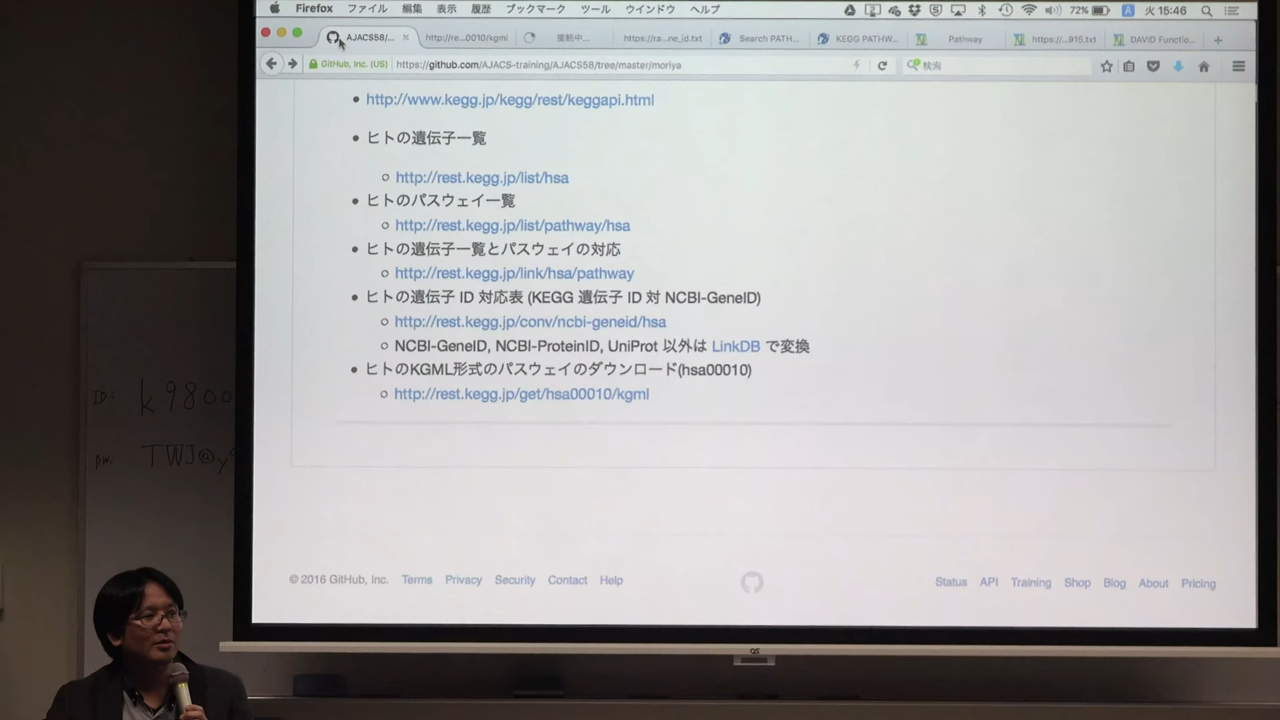 Firefox ファイル 編集 表示 履歴 ブックマーク ツール ウインドウ ヘルプ 72% A 火 15:46
AJACS58/... http://re...0010/kgml 接続中... https://ra...ne_id.txt Search PATH... KEGG PATHW... Pathway https://...915.txt DAVID Functio...
GitHub, Inc. (US) https://github.com/AJACS-training/AJACS58/tree/master/moriya 検索
• http://www.kegg.jp/kegg/rest/keggapi.html
• ヒトの遺伝子一覧
http://rest.kegg.jp/list/hsa
• ヒトのパスウェイ一覧
http://rest.kegg.jp/list/pathway/hsa
• ヒトの遺伝子一覧とパスウェイの対応
http://rest.kegg.jp/link/hsa/pathway
• ヒトの遺伝子 ID 対応表 (KEGG 遺伝子 ID 対 NCBI-GeneID)
http://rest.kegg.jp/conv/ncbi-geneid/hsa
NCBI-GeneID, NCBI-ProteinID, UniProt 以外は LinkDB で変換
• ヒトのKGML形式のパスウェイのダウンロード(hsa00010)
http://rest.kegg.jp/get/hsa00010/kgml
ID: k9800
pw. TWJ@y
© 2016 GitHub, Inc. Terms Privacy Security Contact Help Status API Training Shop Blog About Pricing
OS